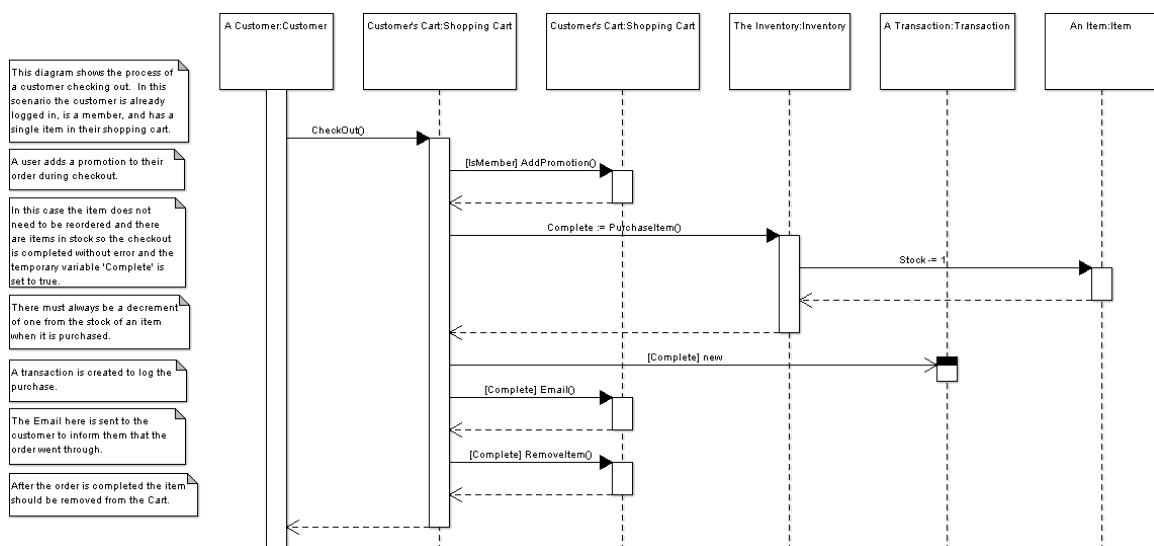 A Customer:Customer
Customer's Cart:Shopping Cart
Customer's Cart:Shopping Cart
The Inventory:Inventory
A Transaction:Transaction
An Item:Item
This diagram shows the process of
a customer checking out. In this
scenario the customer is already
logged in, is a member, and has a
single item in their shopping cart.
A user adds a promotion to their
order during checkout.
In this case the item does not
need to be reordered and there
are items in stock so the checkout
is completed without error and the
temporary variable 'Complete' is
set to true.
There must always be a decrement
of one from the stock of an item
when it is purchased.
A transaction is created to log the
purchase.
The Email here is sent to the
customer to inform them that the
order went through.
After the order is completed the item
should be removed from the Cart.
CheckOut()
[IsMember] AddPromotion()
Complete := PurchaseItem()
Stock -= 1
[Complete] new
[Complete] Email()
[Complete] RemoveItem()